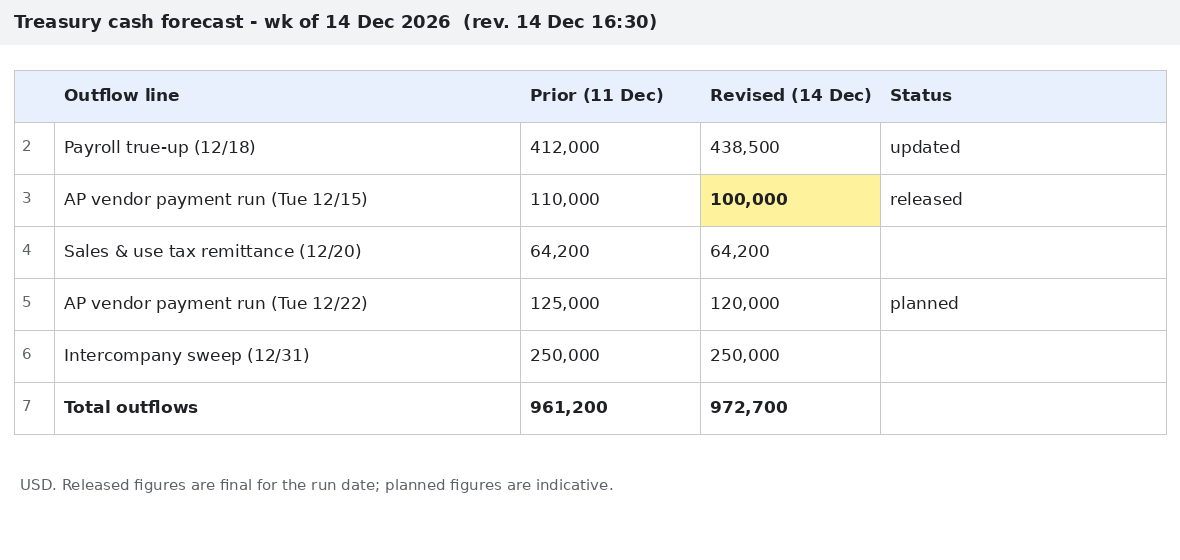 Treasury cash forecast - wk of 14 Dec 2026 (rev. 14 Dec 16:30)
Outflow line Prior (11 Dec) Revised (14 Dec) Status
2 Payroll true-up (12/18) 412,000 438,500 updated
3 AP vendor payment run (Tue 12/15) 110,000 100,000 released
4 Sales & use tax remittance (12/20) 64,200 64,200
5 AP vendor payment run (Tue 12/22) 125,000 120,000 planned
6 Intercompany sweep (12/31) 250,000 250,000
7 Total outflows 961,200 972,700
USD. Released figures are final for the run date; planned figures are indicative.